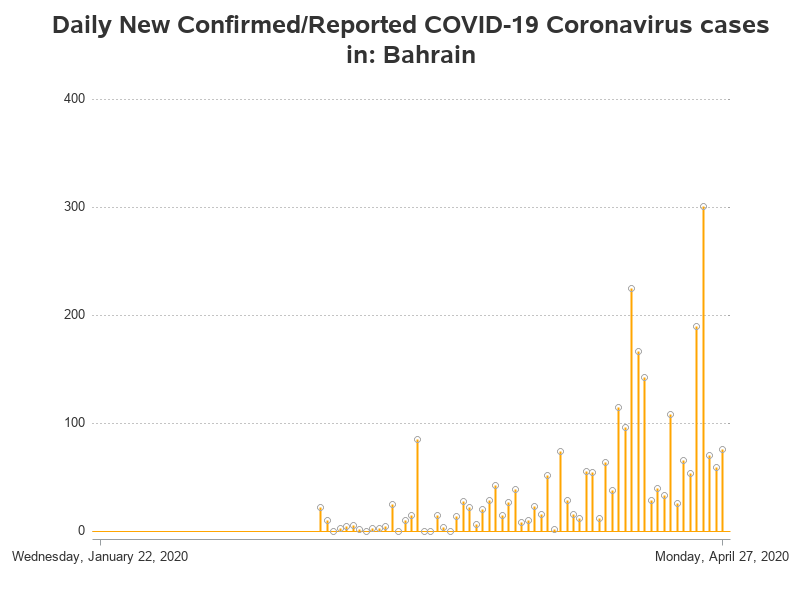 Daily New Confirmed/Reported COVID-19 Coronavirus cases
in: Bahrain
400
300
200
100
0
Wednesday, January 22, 2020
Monday, April 27, 2020